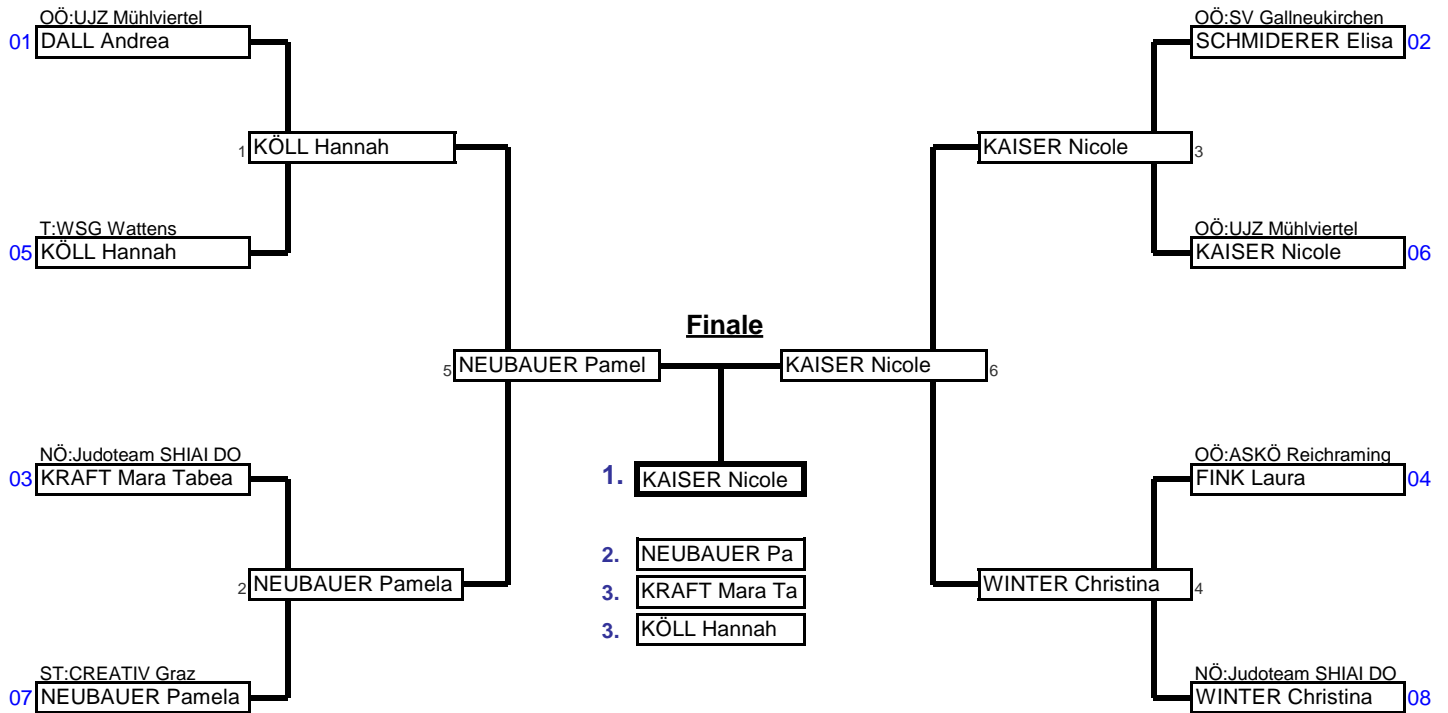 OÖ:UJZ Mühlviertel
01 DALL Andrea
1 KÖLL Hannah
T:WSG Wattens
05 KÖLL Hannah
5 NEUBAUER Pamel
NÖ:Judoteam SHIAI DO
03 KRAFT Mara Tabea
2 NEUBAUER Pamela
ST:CREATIV Graz
07 NEUBAUER Pamela
Finale
1. KAISER Nicole
2. NEUBAUER Pa
3. KRAFT Mara Ta
3. KÖLL Hannah
OÖ:SV Gallneukirchen
SCHMIDERER Elisa 02
KAISER Nicole 3
OÖ:UJZ Mühlviertel
KAISER Nicole 06
KAISER Nicole 6
OÖ:ASKÖ Reichraming
FINK Laura 04
WINTER Christina 4
NÖ:Judoteam SHIAI DO
WINTER Christina 08